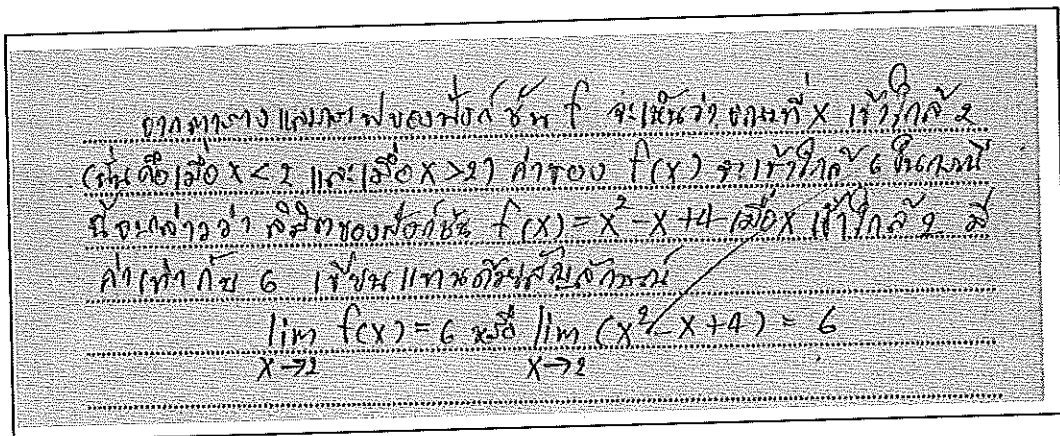 จากตารางและกราฟของฟังก์ชัน f จะเห็นว่า ขณะที่ x เข้าใกล้ 2
(นั่นคือเมื่อ x < 2 และเมื่อ x > 2) ค่าของ f(x) จะเข้าใกล้ 6 ในกรณี
นี้จะกล่าวว่า ลิมิตของฟังก์ชัน f(x) = x² - x + 4 เมื่อ x เข้าใกล้ 2 มี
ค่าเท่ากับ 6 เขียนแทนด้วยสัญลักษณ์
lim f(x) = 6 หรือ lim (x² - x + 4) = 6
x→2 x→2